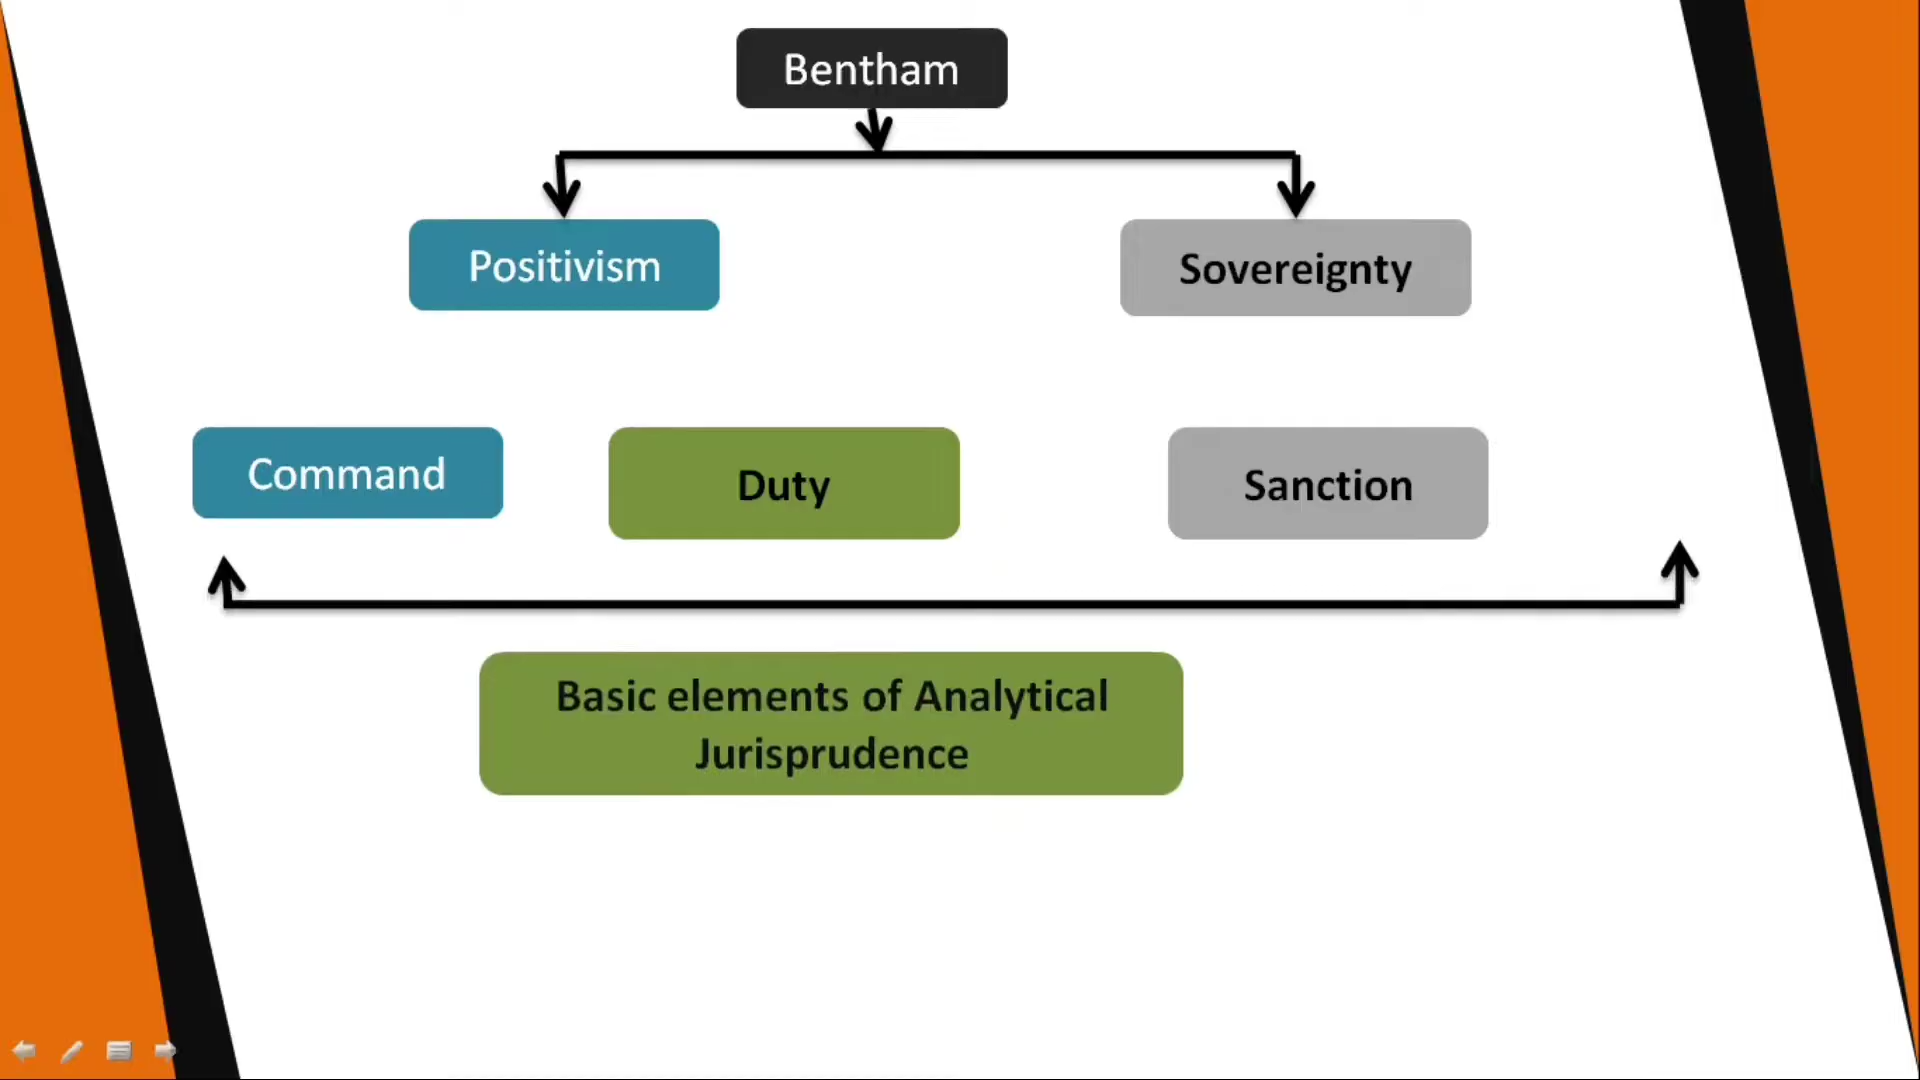 Bentham
Positivism
Sovereignty
Command
Duty
Sanction
Basic elements of Analytical
Jurisprudence